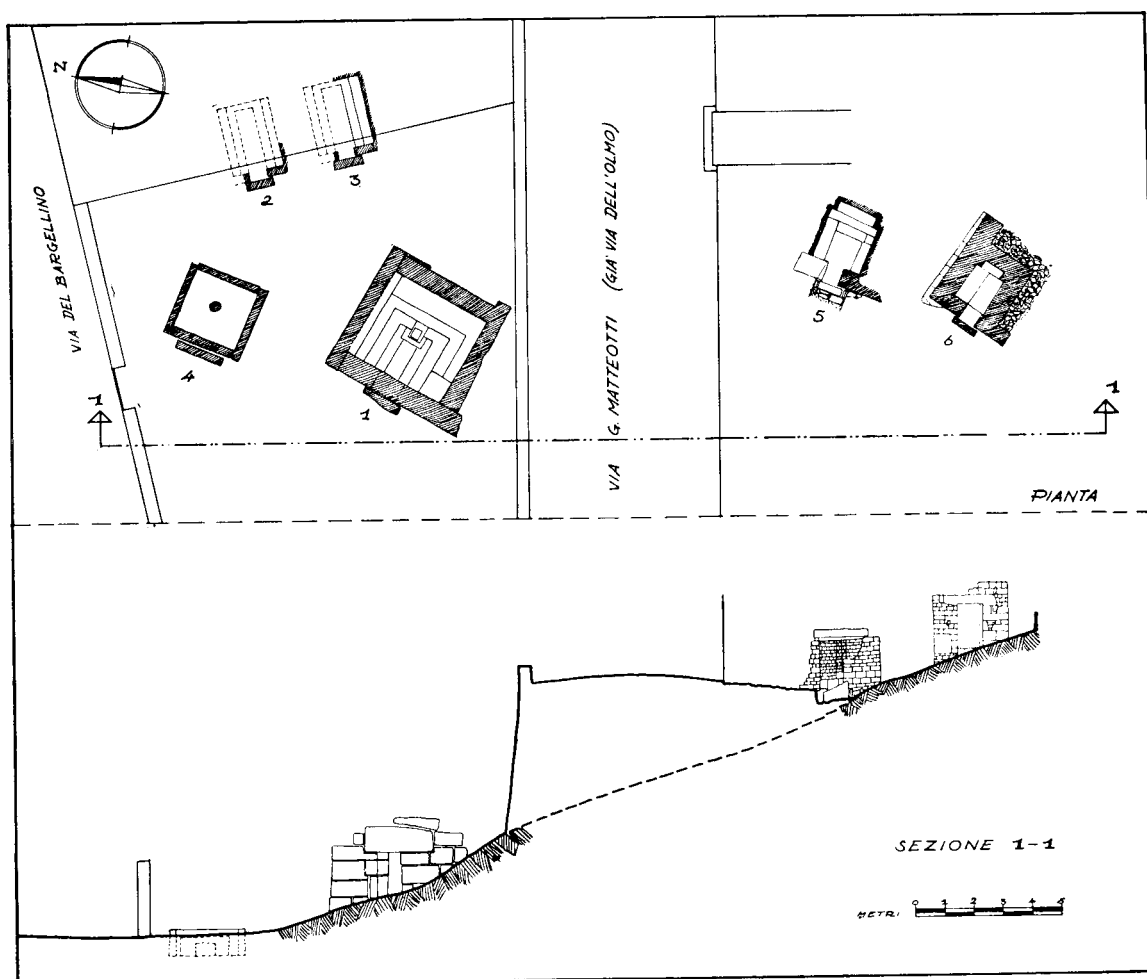 N
2
3
VIA DEL BARGELLINO
VIA G. MATTEOTTI (GIA VIA DELL'OLMO)
5
6
4
1
1
1
PIANTA
SEZIONE 1-1
METRI 0 1 2 3 4 5